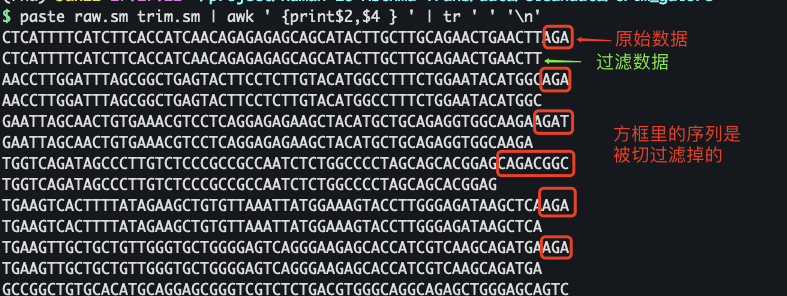 $ paste raw.sm trim.sm | awk ' {print$2,$4 } ' | tr ' ' '\n'
CTCATTTTCATCTTCACCATCAACAGAGAGAGCAGCATACTTGCTTGCAGAACTGAACTTAGA
原始数据
CTCATTTTCATCTTCACCATCAACAGAGAGAGCAGCATACTTGCTTGCAGAACTGAACTT
过滤数据
AACCTTGGATTTAGCGGCTGAGTACTTCCTCTTGTACATGGCCTTTCTGGAATACATGGCAGA
AACCTTGGATTTAGCGGCTGAGTACTTCCTCTTGTACATGGCCTTTCTGGAATACATGGC
GAATTAGCAACTGTGAAACGTCCTCAGGAGAGAAGCTACATGCTGCAGAGGTGGCAAGAAGAT
GAATTAGCAACTGTGAAACGTCCTCAGGAGAGAAGCTACATGCTGCAGAGGTGGCAAGA
方框里的序列是
被切过滤掉的
TGGTCAGATAGCCCTTGTCTCCCGCCGCCAATCTCTGGCCCCTAGCAGCACGGAGCAGACGGC
TGGTCAGATAGCCCTTGTCTCCCGCCGCCAATCTCTGGCCCCTAGCAGCACGGAG
TGAAGTCACTTTTATAGAAGCTGTGTTAAATTATGGAAAGTACCTTGGGAGATAAGCTCAAGA
TGAAGTCACTTTTATAGAAGCTGTGTTAAATTATGGAAAGTACCTTGGGAGATAAGCTCA
TGAAGTTGCTGCTGTTGGGTGCTGGGGAGTCAGGGAAGAGCACCATCGTCAAGCAGATGAAGA
TGAAGTTGCTGCTGTTGGGTGCTGGGGAGTCAGGGAAGAGCACCATCGTCAAGCAGATGA
GCCGGCTGTGCACATGCAGGAGCGGGTCGTCTCTGACGTGGGCAGGCAGAGCTGGGAGCAGTC